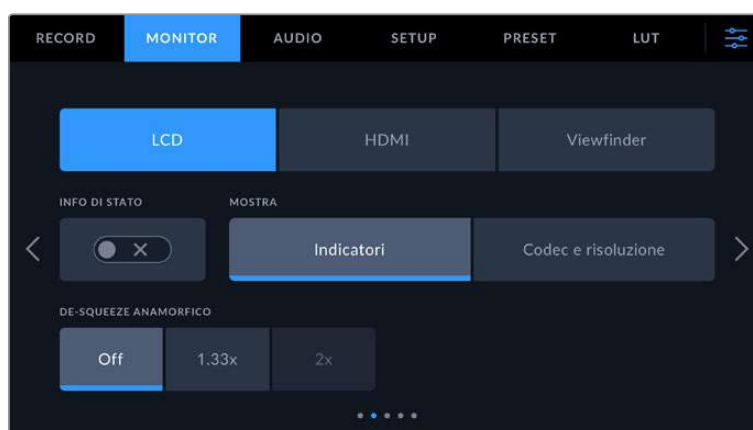 RECORD MONITOR AUDIO SETUP PRESET LUT
LCD HDMI Viewfinder
INFO DI STATO MOSTRA
Indicatori Codec e risoluzione
DE-SQUEEZE ANAMORFICO
Off 1.33x 2x